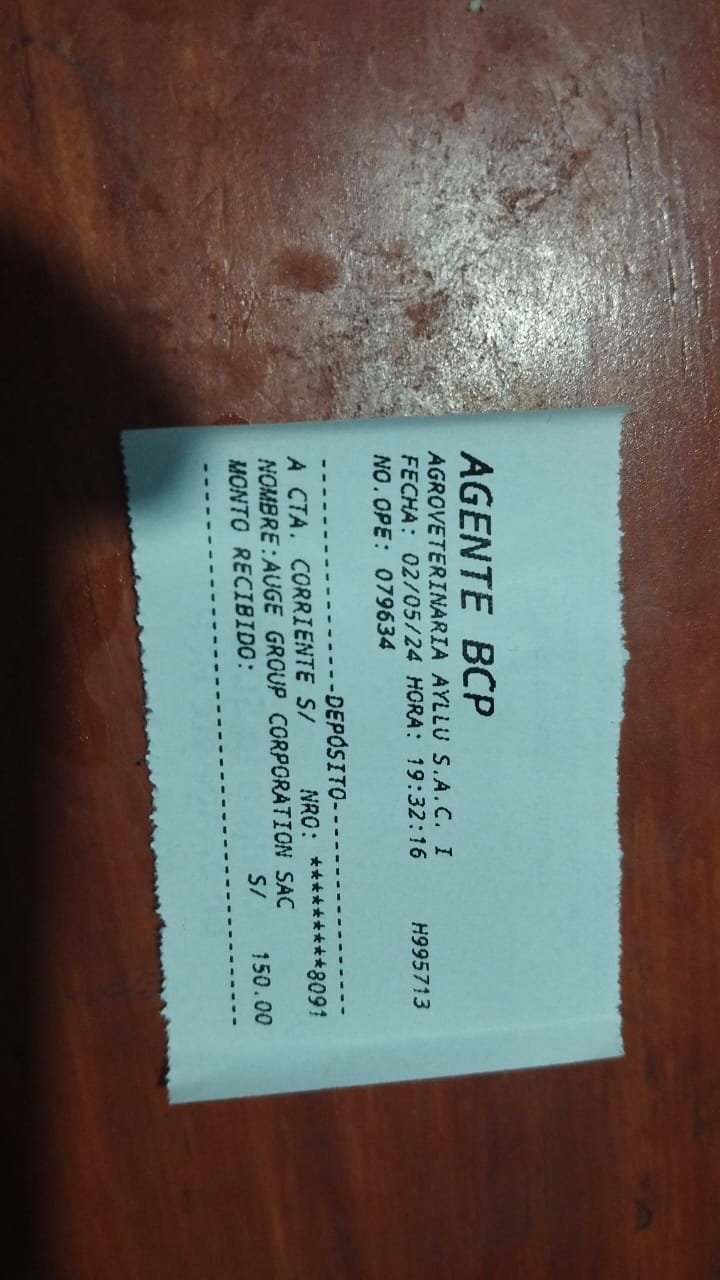 AGENTE BCP
AGROVETERINARIA AYLLU S.A.C. I
FECHA: 02/05/24 HORA: 19:32:16 H995713
NO.OPE: 079634
--------------------DEPÓSITO--------------------
A CTA. CORRIENTE S/ NRO: *********8091
NOMBRE:AUGE GROUP CORPORATION SAC
MONTO RECIBIDO: S/ 150.00
------------------------------------------------